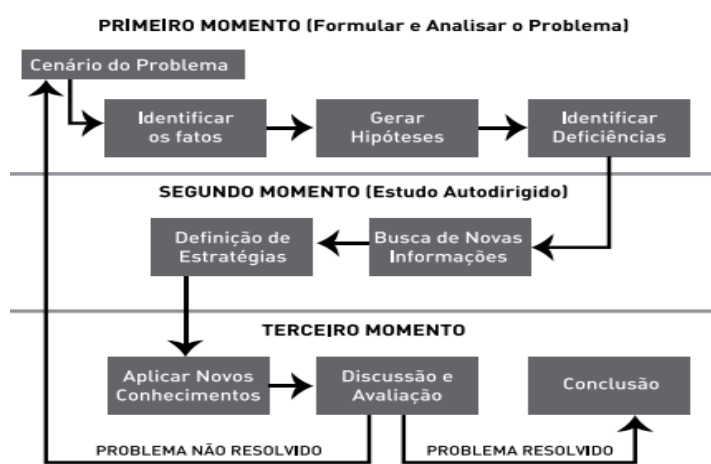 PRIMEIRO MOMENTO (Formular e Analisar o Problema)
Cenário do Problema
Identificar
os fatos
Gerar
Hipóteses
Identificar
Deficiências
SEGUNDO MOMENTO (Estudo Autodirigido)
Definição de
Estratégias
Busca de Novas
Informações
TERCEIRO MOMENTO
Aplicar Novos
Conhecimentos
Discussão e
Avaliação
Conclusão
PROBLEMA NÃO RESOLVIDO
PROBLEMA RESOLVIDO